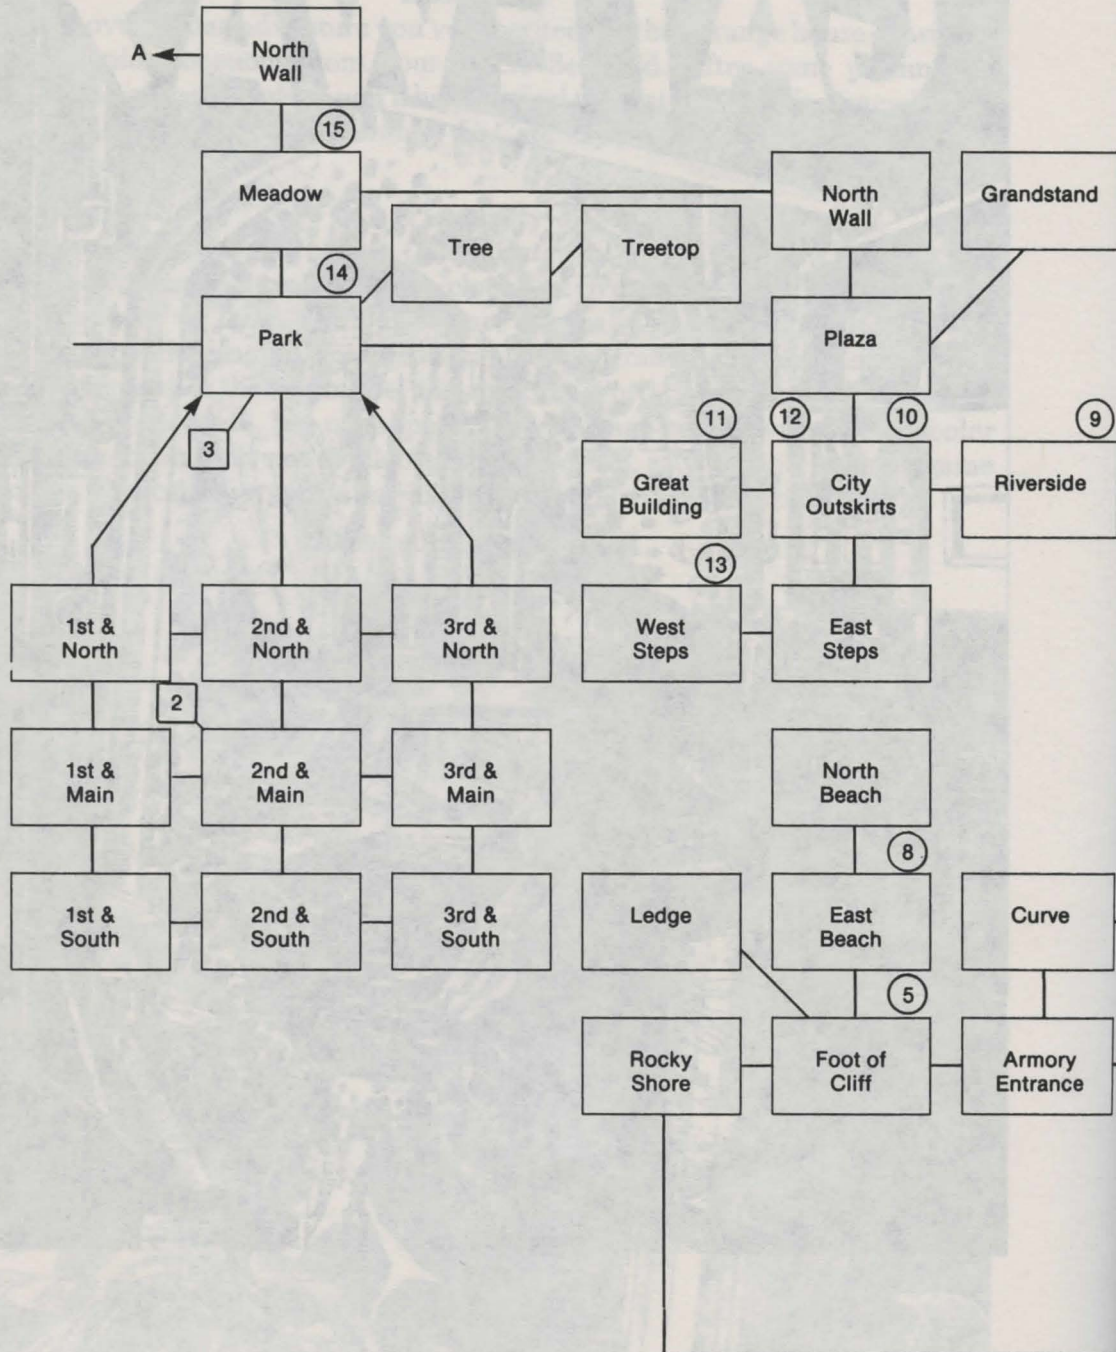 A
North
Wall
15
Meadow
North
Wall
Grandstand
Tree
Treetop
14
Park
Plaza
11
12
10
9
3
Great
Building
City
Outskirts
Riverside
13
1st &
North
2nd &
North
3rd &
North
West
Steps
East
Steps
2
1st &
Main
2nd &
Main
3rd &
Main
North
Beach
8
1st &
South
2nd &
South
3rd &
South
Ledge
East
Beach
Curve
5
Rocky
Shore
Foot of
Cliff
Armory
Entrance